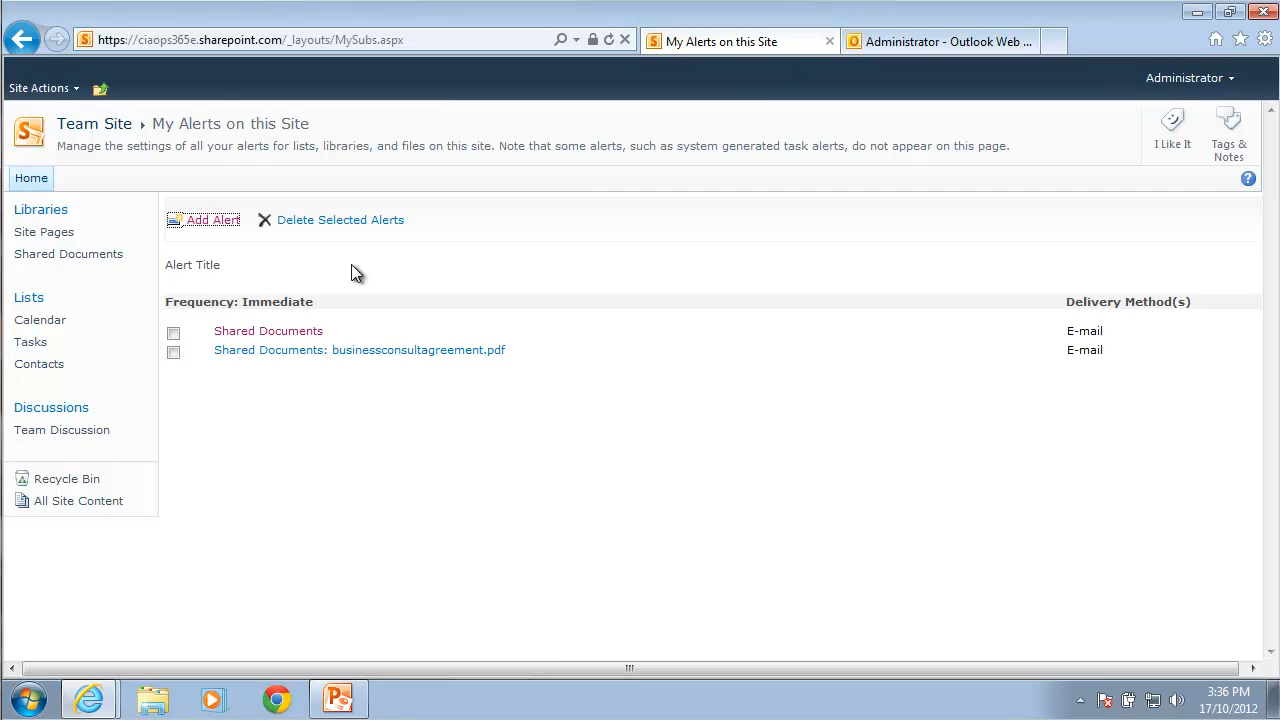 https://ciaops365e.sharepoint.com/_layouts/MySubs.aspx
My Alerts on this Site
Administrator - Outlook Web ...
Site Actions
Administrator
Team Site ▸ My Alerts on this Site
Manage the settings of all your alerts for lists, libraries, and files on this site. Note that some alerts, such as system generated task alerts, do not appear on this page.
I Like It
Tags &
Notes
Home
Libraries
Site Pages
Shared Documents
Lists
Calendar
Tasks
Contacts
Discussions
Team Discussion
Recycle Bin
All Site Content
Add Alert
Delete Selected Alerts
Alert Title
Frequency: Immediate
Delivery Method(s)
Shared Documents
E-mail
Shared Documents: businessconsultagreement.pdf
E-mail
3:36 PM
17/10/2012